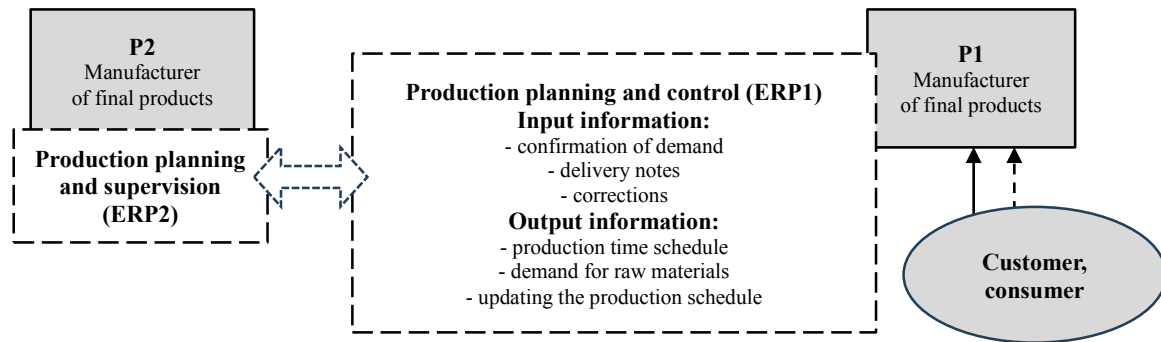 P2
Manufacturer
of final products
Production planning
and supervision
(ERP2)
Production planning and control (ERP1)
Input information:
- confirmation of demand
- delivery notes
- corrections
Output information:
- production time schedule
- demand for raw materials
- updating the production schedule
P1
Manufacturer
of final products
Customer,
consumer